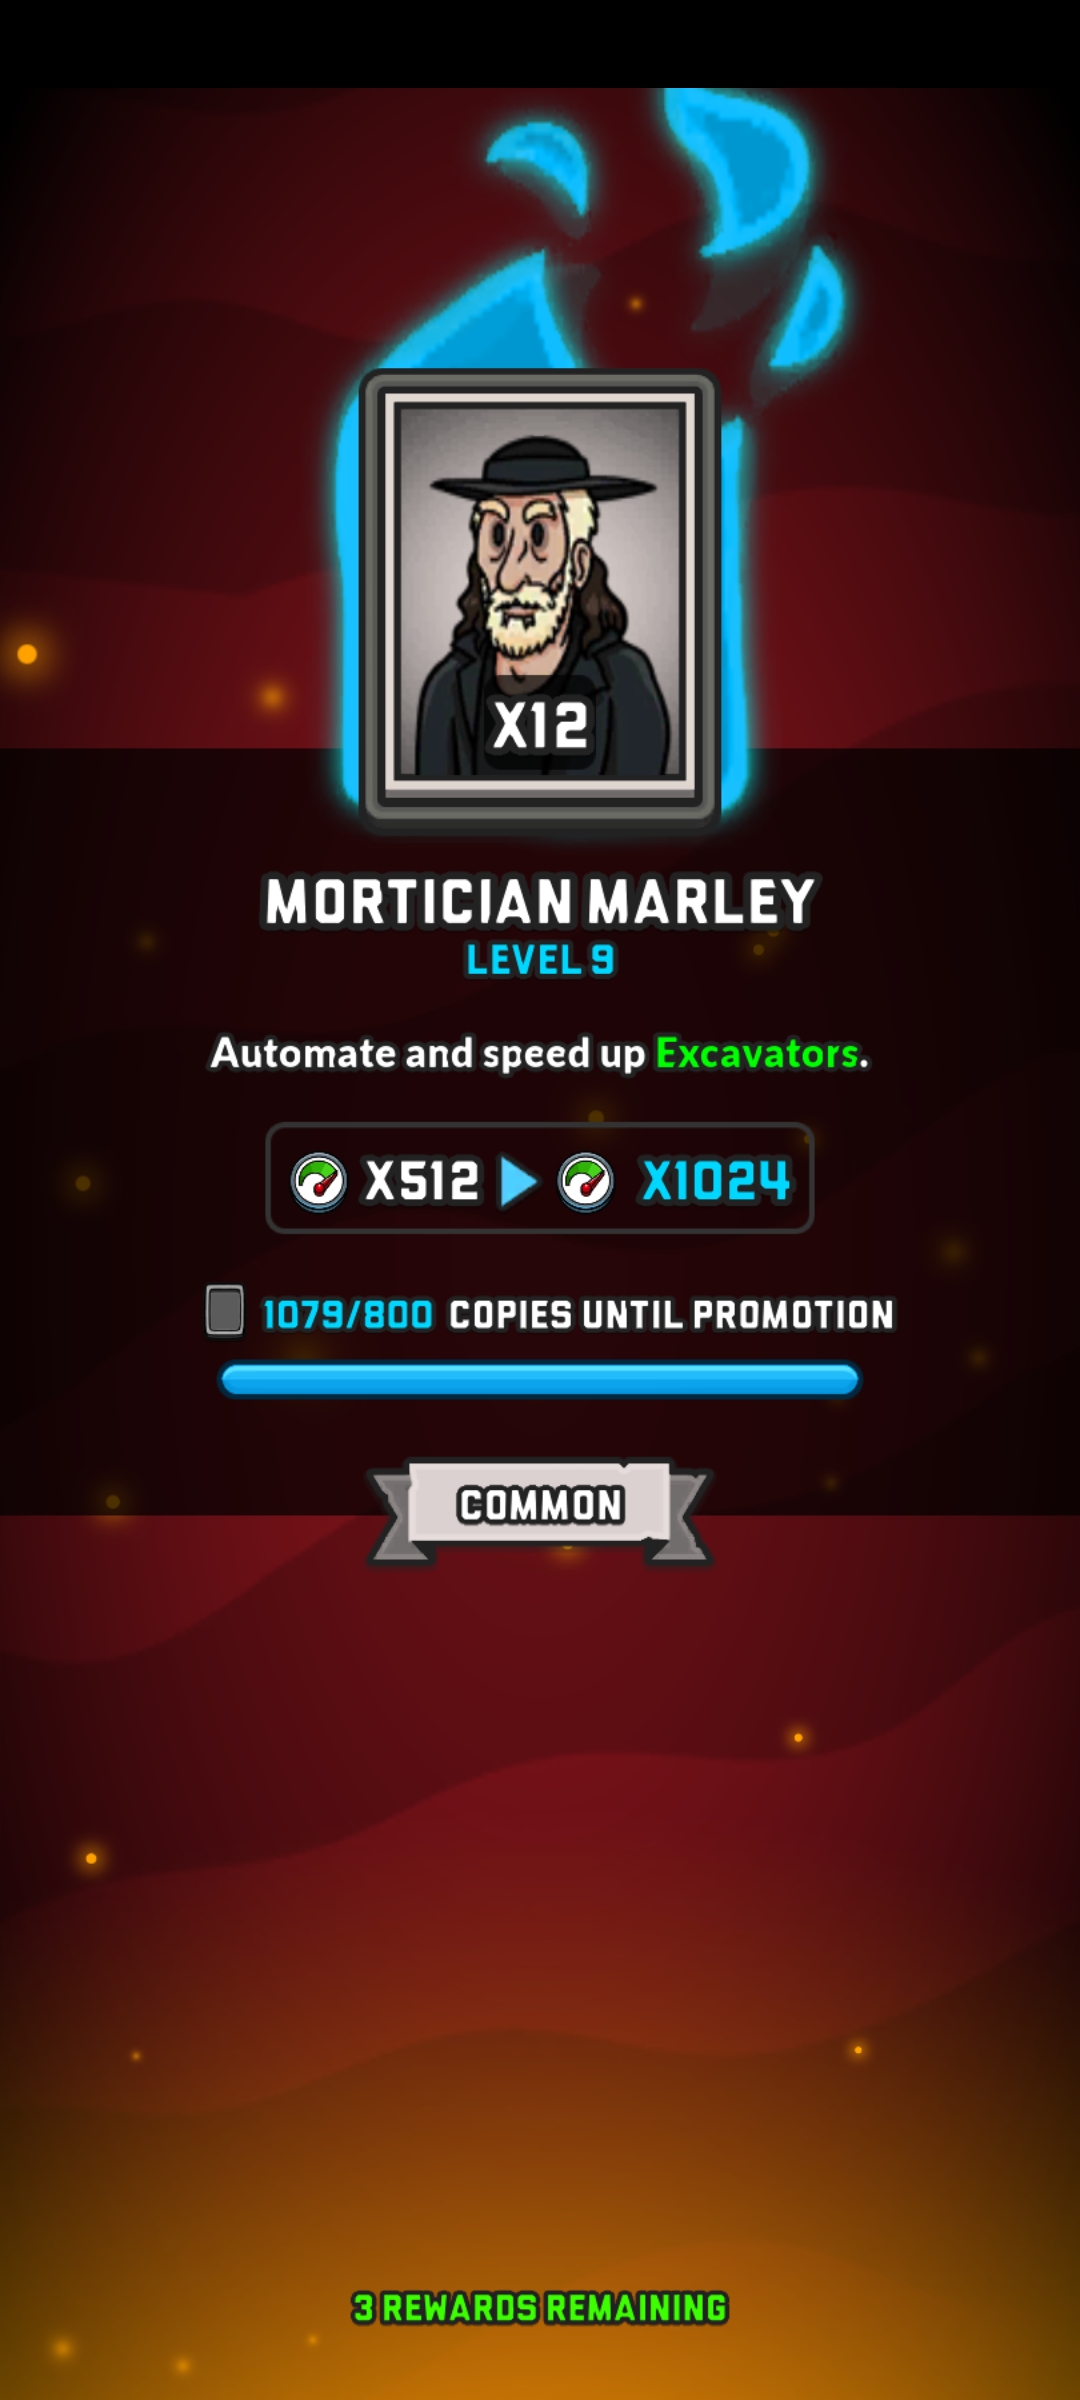 X12
MORTICIAN MARLEY
LEVEL 9
Automate and speed up Excavators.
X512 X1024
1079/800 COPIES UNTIL PROMOTION
COMMON
3 REWARDS REMAINING